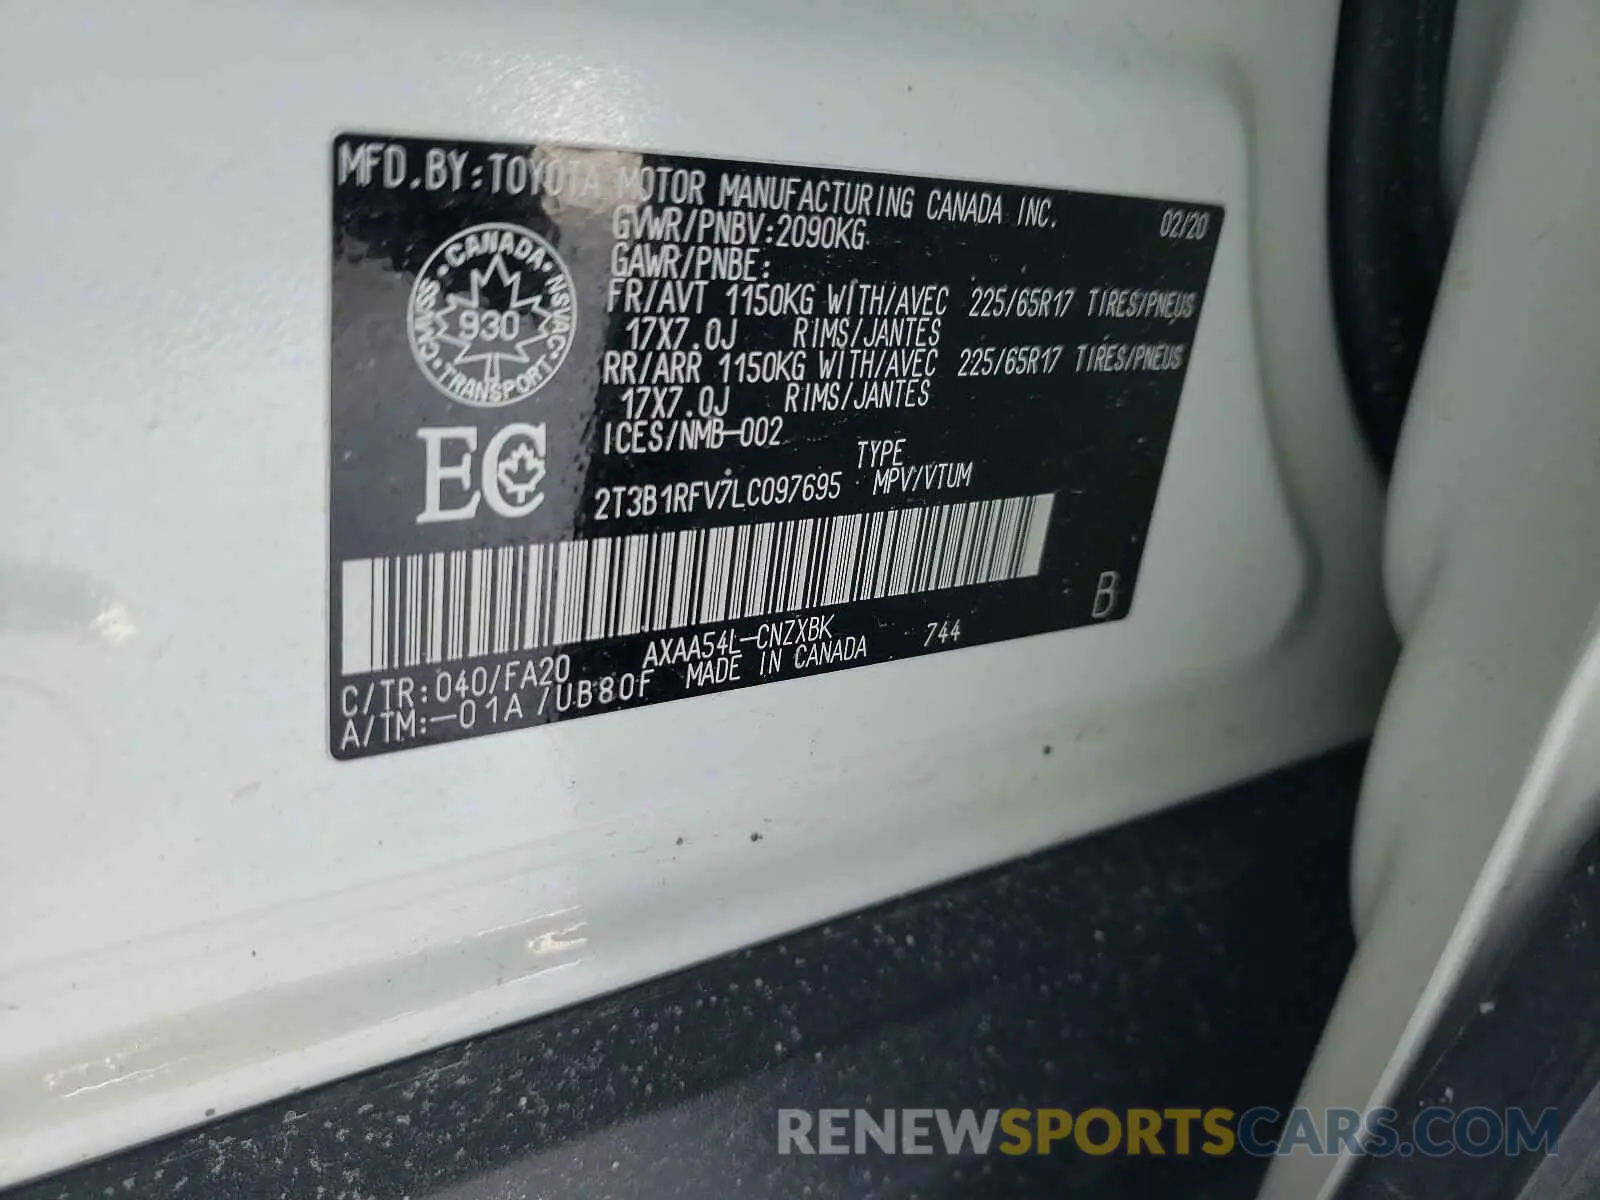 MFD.BY:TOYOTA MOTOR MANUFACTURING CANADA INC. 02/20
GVWR/PNBV:2090KG
GAWR/PNBE:
FR/AVT 1150KG WITH/AVEC 225/65R17 TIRES/PNEUS
17X7.0J RIMS/JANTES
RR/ARR 1150KG WITH/AVEC 225/65R17 TIRES/PNEUS
17X7.0J RIMS/JANTES
ICES/NMB-002
CANADA · NSVAC · TRANSPORT · CMVSS ·
930
EC
TYPE
2T3B1RFV7LC097695 MPV/VTUM
B
C/TR:040/FA20 AXAA54L-CNZXBK 744
A/TM:-01A /UB80F MADE IN CANADA
RENEWSPORTSCARS.COM